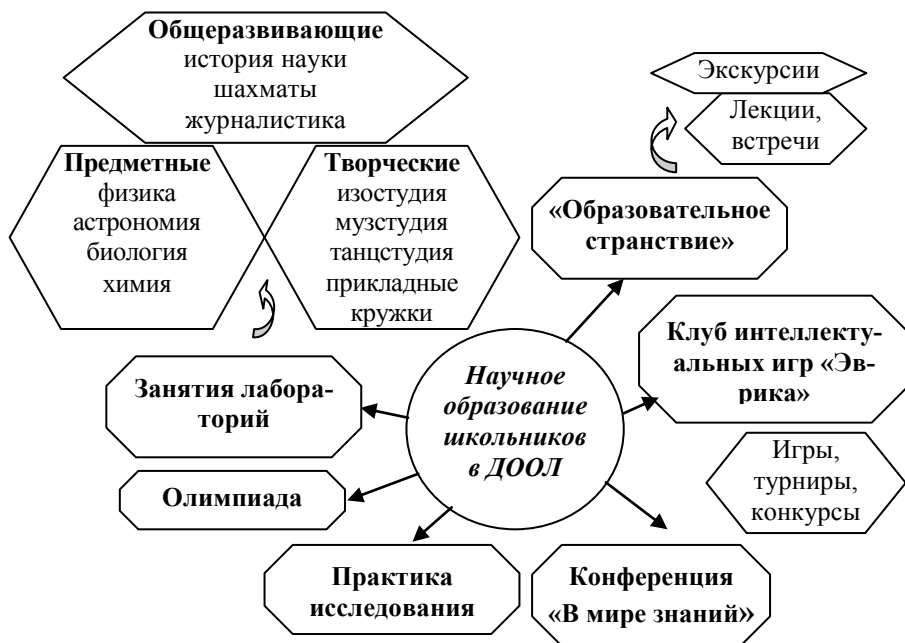 Общеразвивающие
история науки
шахматы
журналистика
Экскурсии
Лекции,
встречи
Предметные
физика
астрономия
биология
химия
Творческие
изостудия
музстудия
танцстудия
прикладные
кружки
«Образовательное
странствие»
Клуб интеллекту-
альных игр «Эв-
рика»
Научное
образование
школьников
в ДООЛ
Занятия лабора-
торий
Игры,
турниры,
конкурсы
Олимпиада
Практика
исследования
Конференция
«В мире знаний»